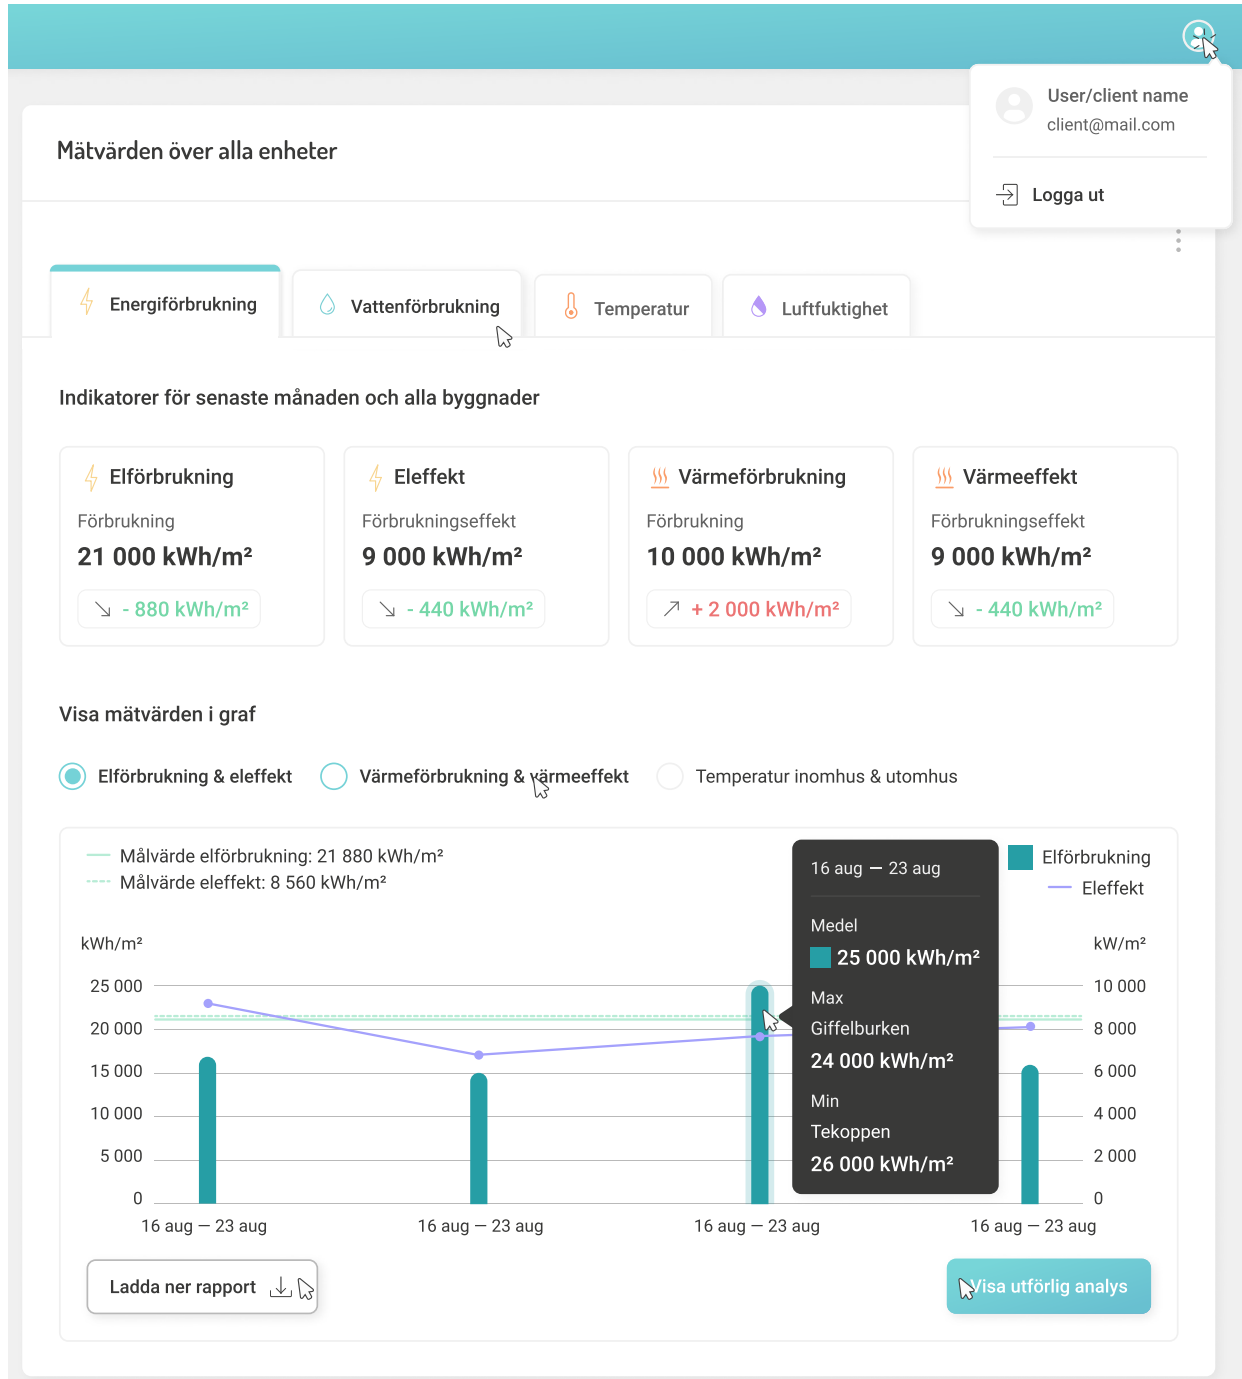 User/client name
client@mail.com
Logga ut
Mätvärden över alla enheter
Energiförbrukning
Vattenförbrukning
Temperatur
Luftfuktighet
Indikatorer för senaste månaden och alla byggnader
Elförbrukning
Förbrukning
21 000 kWh/m²
- 880 kWh/m²
Eleffekt
Förbrukningseffekt
9 000 kWh/m²
- 440 kWh/m²
Värmeförbrukning
Förbrukning
10 000 kWh/m²
+ 2 000 kWh/m²
Värmeeffekt
Förbrukningseffekt
9 000 kWh/m²
- 440 kWh/m²
Visa mätvärden i graf
Elförbrukning & eleffekt
Värmeförbrukning & värmeeffekt
Temperatur inomhus & utomhus
Målvärde elförbrukning: 21 880 kWh/m²
Målvärde eleffekt: 8 560 kWh/m²
Elförbrukning
Eleffekt
16 aug — 23 aug
Medel
25 000 kWh/m²
Max
Giffelburken
24 000 kWh/m²
Min
Tekoppen
26 000 kWh/m²
kWh/m²
25 000
20 000
15 000
10 000
5 000
0
kW/m²
10 000
8 000
6 000
4 000
2 000
0
16 aug — 23 aug
16 aug — 23 aug
16 aug — 23 aug
16 aug — 23 aug
Ladda ner rapport
Visa utförlig analys